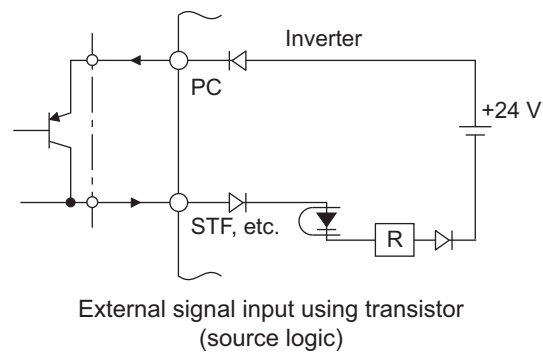 Inverter
PC
+24 V
STF, etc.
R
External signal input using transistor
(source logic)